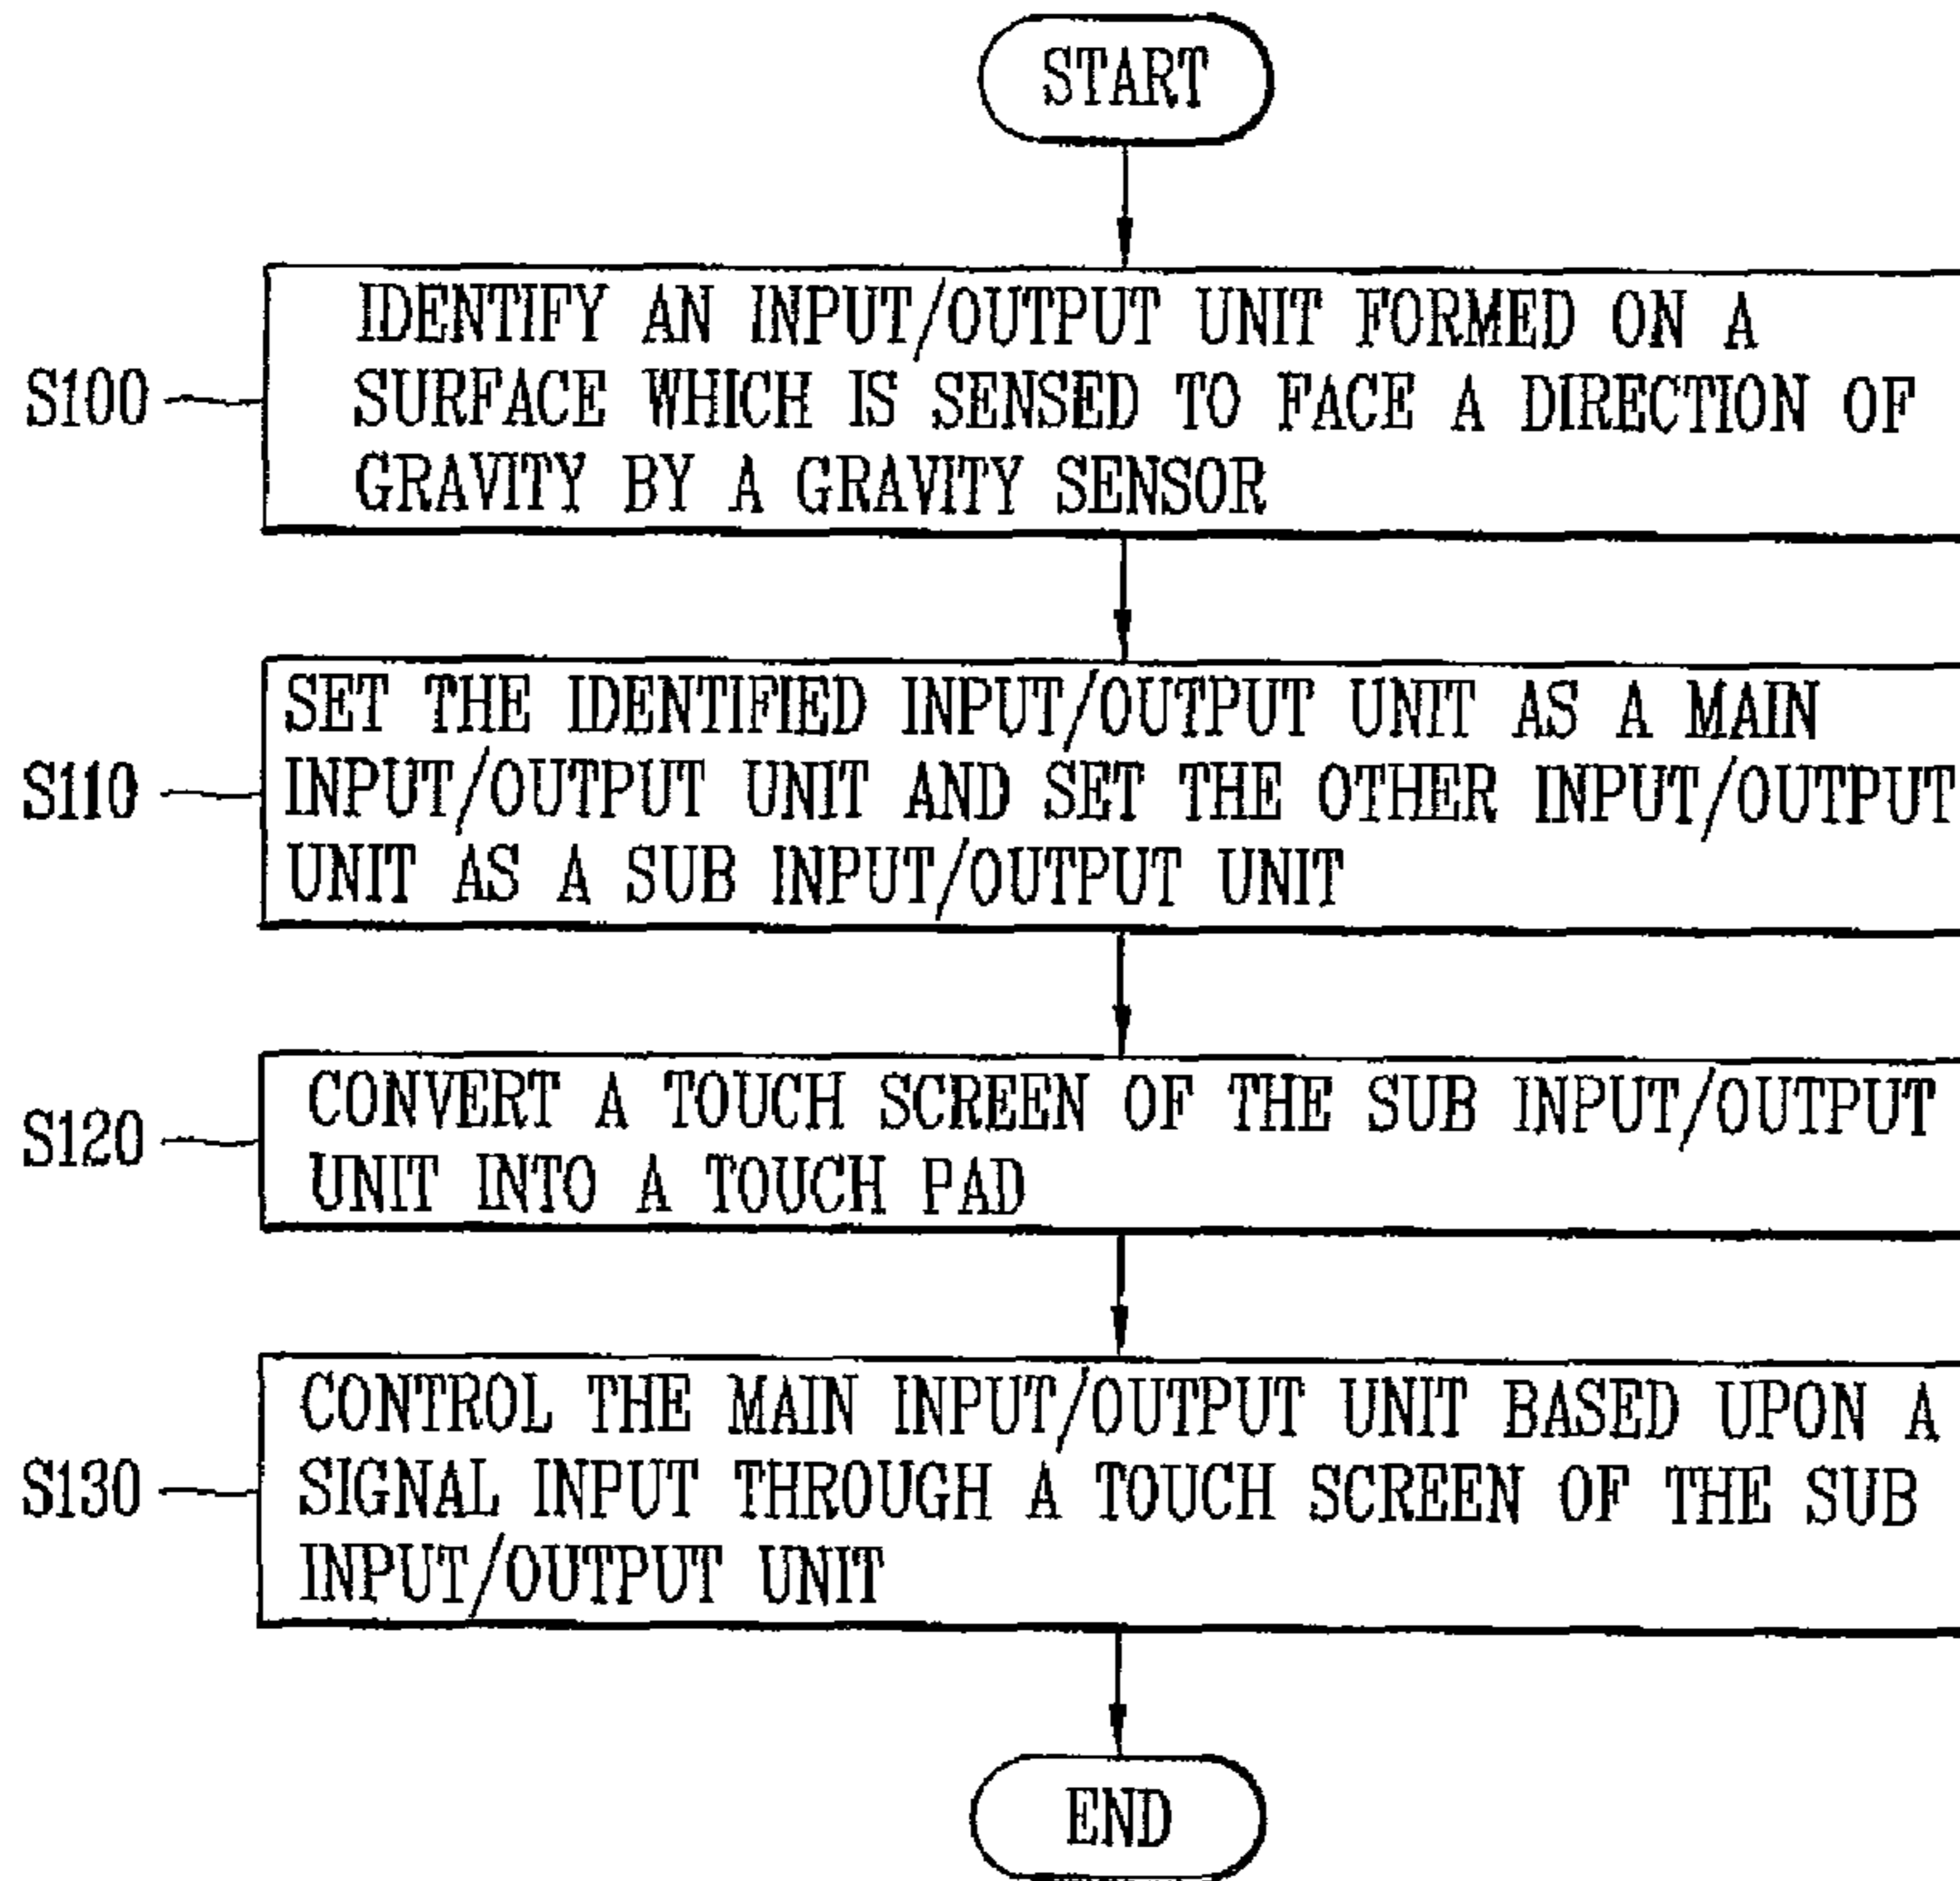 START
IDENTIFY AN INPUT/OUTPUT UNIT FORMED ON A
SURFACE WHICH IS SENSED TO FACE A DIRECTION OF
GRAVITY BY A GRAVITY SENSOR
S100
SET THE IDENTIFIED INPUT/OUTPUT UNIT AS A MAIN
INPUT/OUTPUT UNIT AND SET THE OTHER INPUT/OUTPUT
UNIT AS A SUB INPUT/OUTPUT UNIT
S110
CONVERT A TOUCH SCREEN OF THE SUB INPUT/OUTPUT
UNIT INTO A TOUCH PAD
S120
CONTROL THE MAIN INPUT/OUTPUT UNIT BASED UPON A
SIGNAL INPUT THROUGH A TOUCH SCREEN OF THE SUB
INPUT/OUTPUT UNIT
S130
END